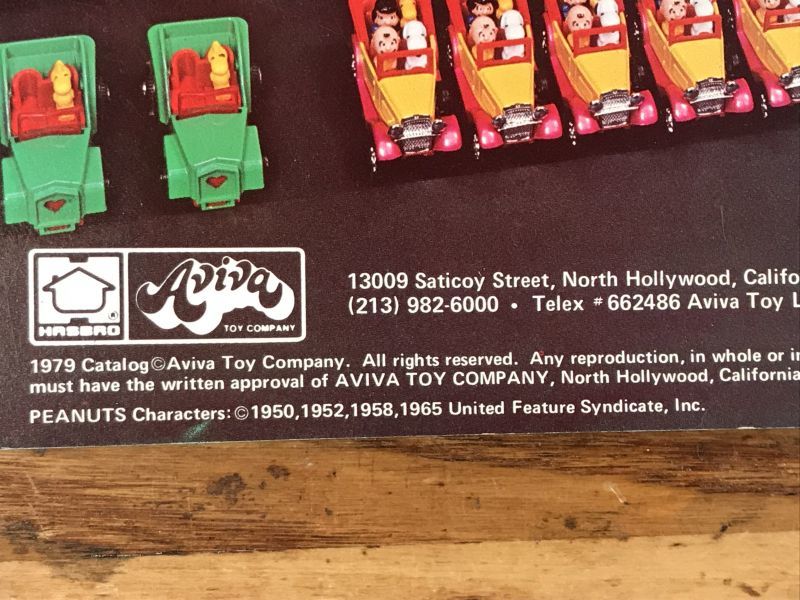 HASBRO ®
Aviva
TOY COMPANY
13009 Saticoy Street, North Hollywood, Califo
(213) 982-6000 • Telex #662486 Aviva Toy L
1979 Catalog©Aviva Toy Company. All rights reserved. Any reproduction, in whole or in
must have the written approval of AVIVA TOY COMPANY, North Hollywood, California
PEANUTS Characters:©1950,1952,1958,1965 United Feature Syndicate, Inc.